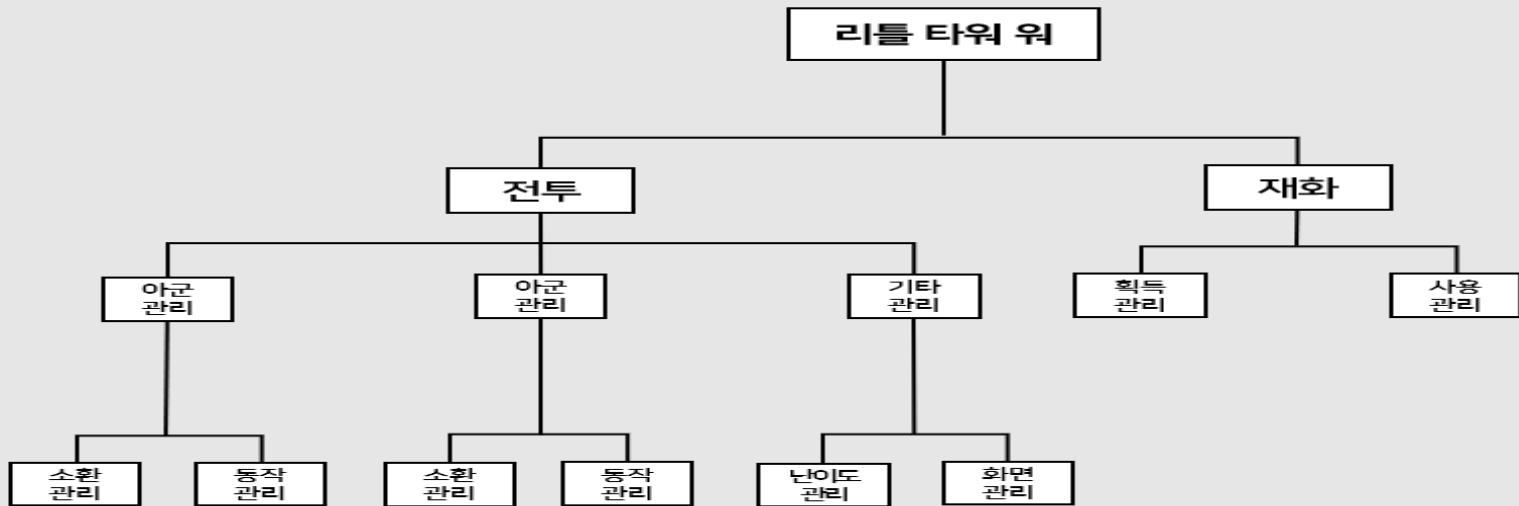 리틀 타워 워
전투
재화
아군
관리
아군
관리
기타
관리
획득
관리
사용
관리
소환
관리
동작
관리
소환
관리
동작
관리
난이도
관리
화면
관리